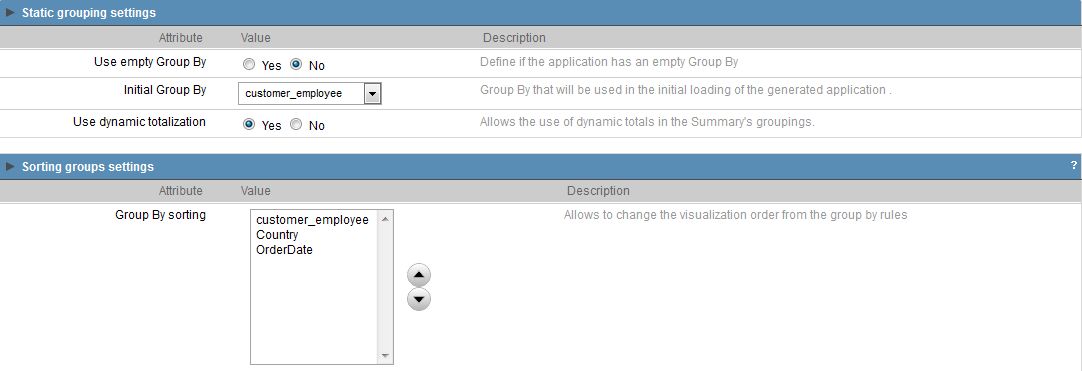 Static grouping settings
Attribute Value Description
Use empty Group By Yes No Define if the application has an empty Group By
Initial Group By customer_employee Group By that will be used in the initial loading of the generated application .
Use dynamic totalization Yes No Allows the use of dynamic totals in the Summary's groupings.
Sorting groups settings ?
Attribute Value Description
Group By sorting customer_employee Allows to change the visualization order from the group by rules
Country
OrderDate